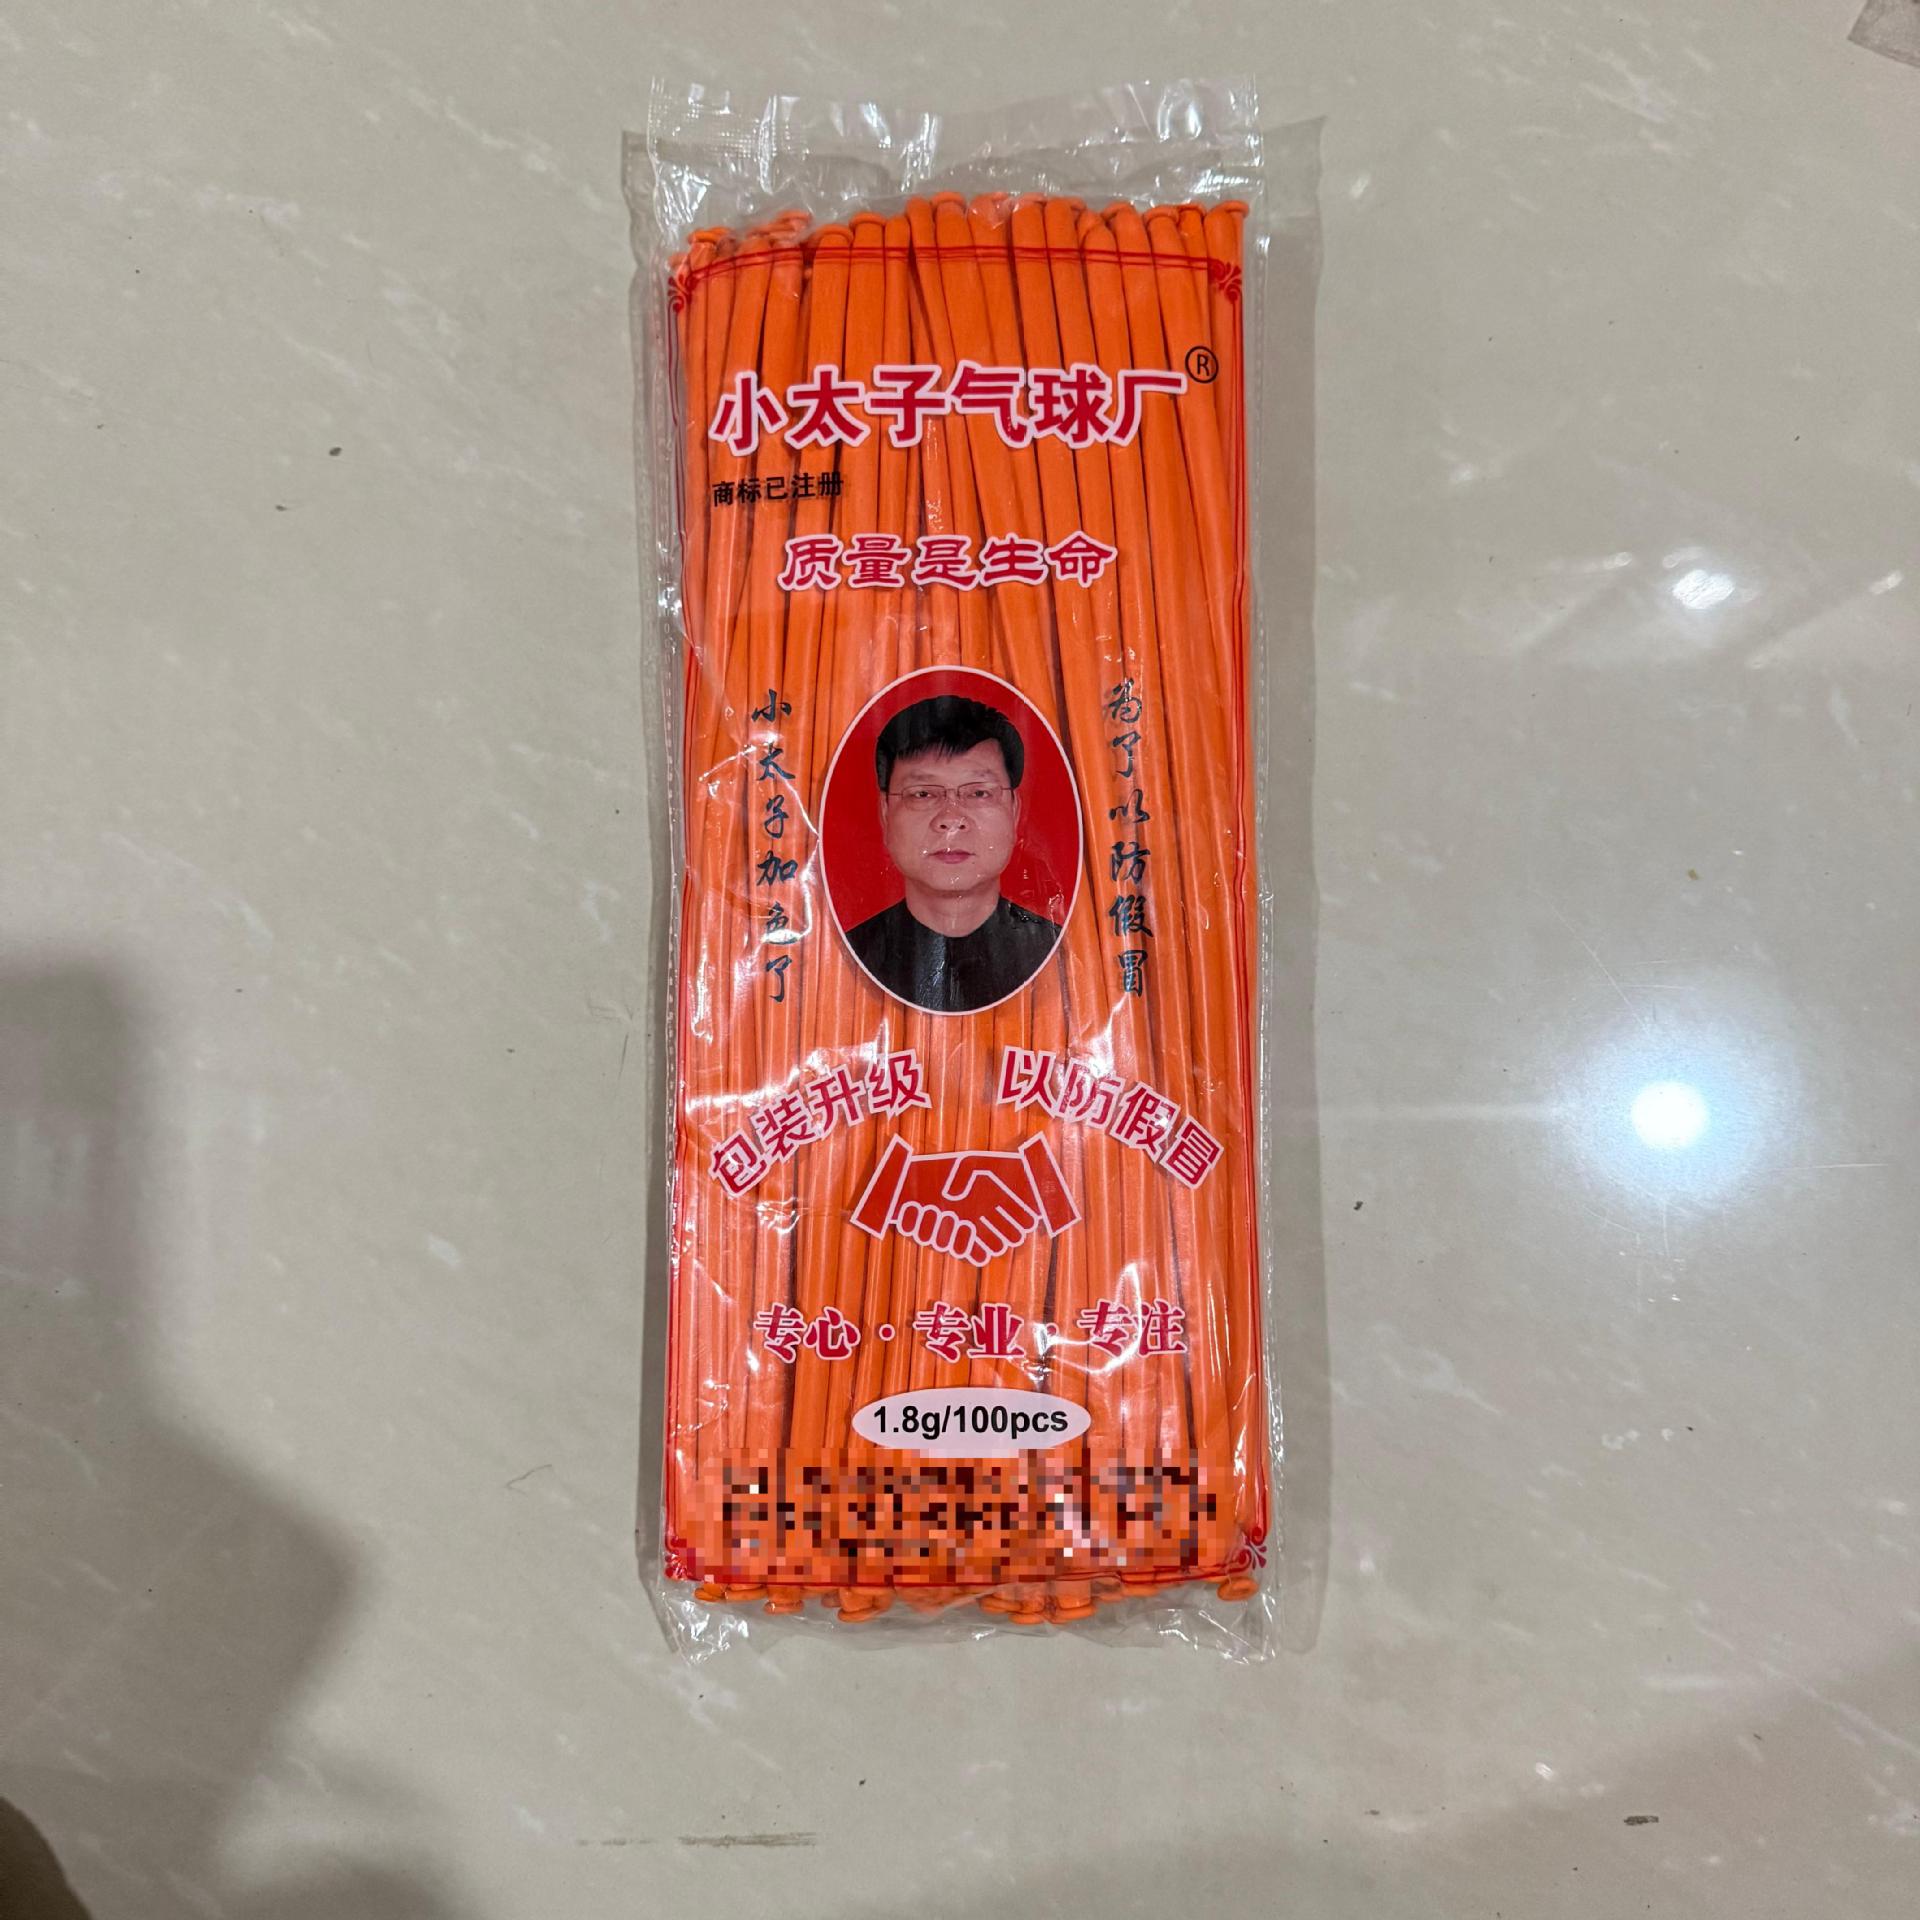 小太子气球厂®
商标已注册
质量是生命
小太子加色了
为了以防假冒
包装升级 以防假冒
专心·专业·专注
1.8g/100pcs